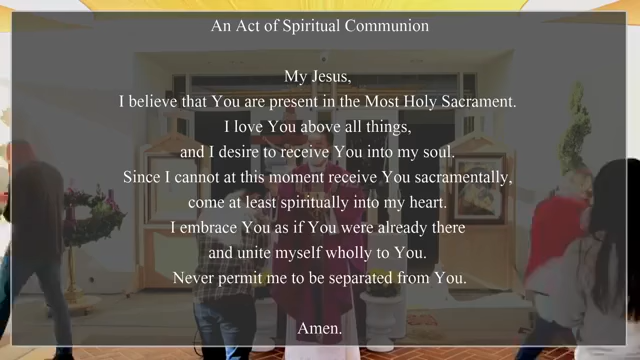 An Act of Spiritual Communion
My Jesus,
I believe that You are present in the Most Holy Sacrament.
I love You above all things,
and I desire to receive You into my soul.
Since I cannot at this moment receive You sacramentally,
come at least spiritually into my heart.
I embrace You as if You were already there
and unite myself wholly to You.
Never permit me to be separated from You.
Amen.